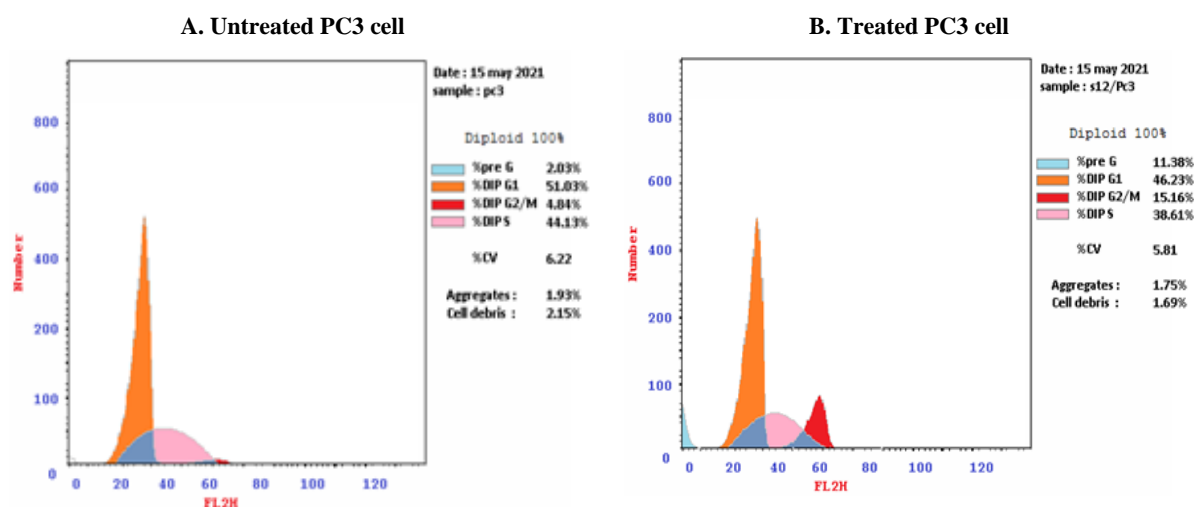 A. Untreated PC3 cell
Date : 15 may 2021
sample : pc3
Diploid 100%
%pre G 2.03%
%DIP G1 51.03%
%DIP G2/M 4.84%
%DIP S 44.13%
%CV 6.22
Aggregates : 1.93%
Cell debris : 2.15%
Number
800
600
400
200
100
0
0 20 40 60 80 100 120
FL2H
B. Treated PC3 cell
Date : 15 may 2021
sample : s12/Pc3
Diploid 100%
%pre G 11.38%
%DIP G1 46.23%
%DIP G2/M 15.16%
%DIP S 38.61%
%CV 5.81
Aggregates : 1.75%
Cell debris : 1.69%
Number
800
600
400
200
100
0
0 20 40 60 80 100 120
FL2H